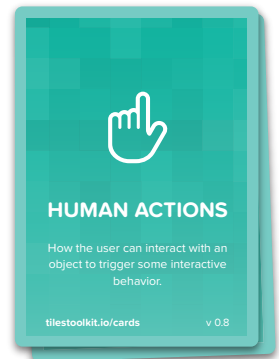 HUMAN ACTIONS
How the user can interact with an
object to trigger some interactive
behavior.
tilestoolkit.io/cards v 0.8